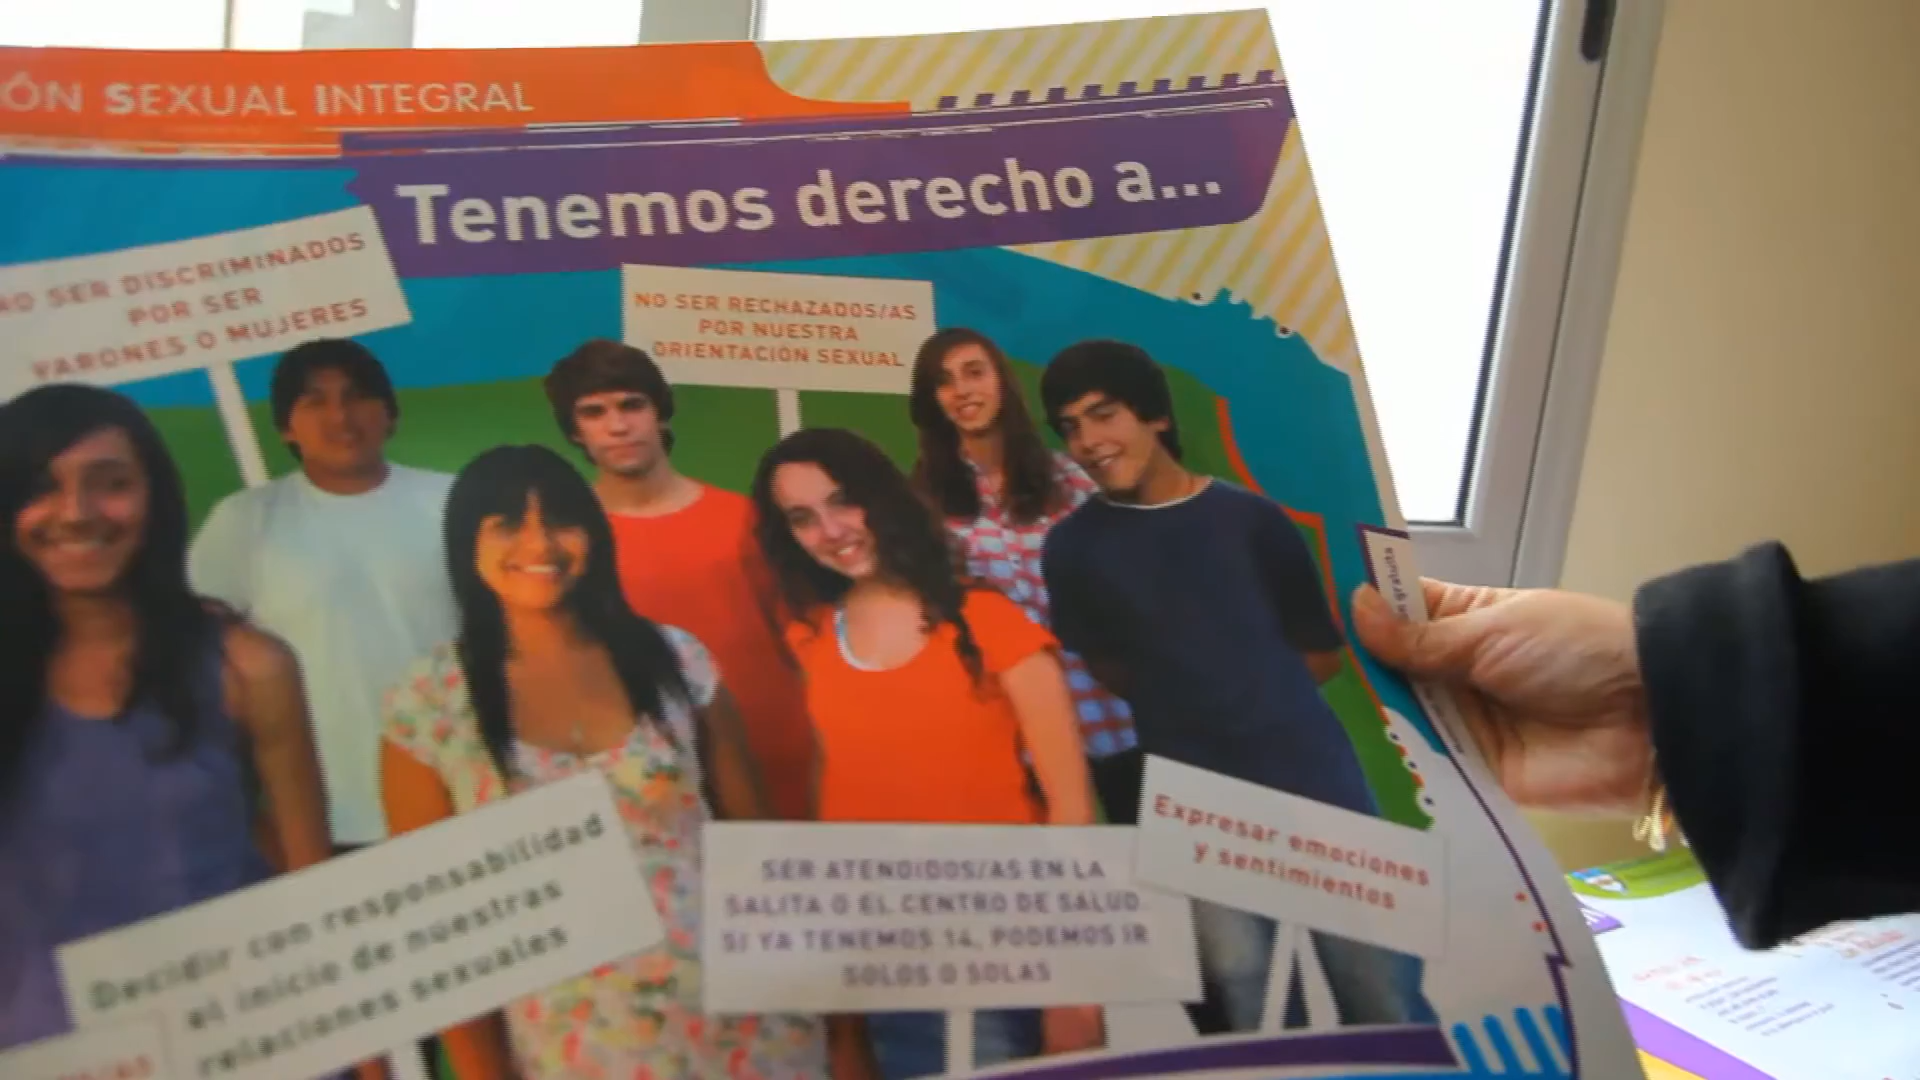 ÓN SEXUAL INTEGRAL
Tenemos derecho a...
NO SER DISCRIMINADOS
POR SER
VARONES O MUJERES
NO SER RECHAZADOS/AS
POR NUESTRA
ORIENTACIÓN SEXUAL
Decidir con responsabilidad
el inicio de nuestras
relaciones sexuales
SER ATENDIDOS/AS EN LA
SALITA O EL CENTRO DE SALUD.
SI YA TENEMOS 14, PODEMOS IR
SOLOS O SOLAS
Expresar emociones
y sentimientos
gratuita